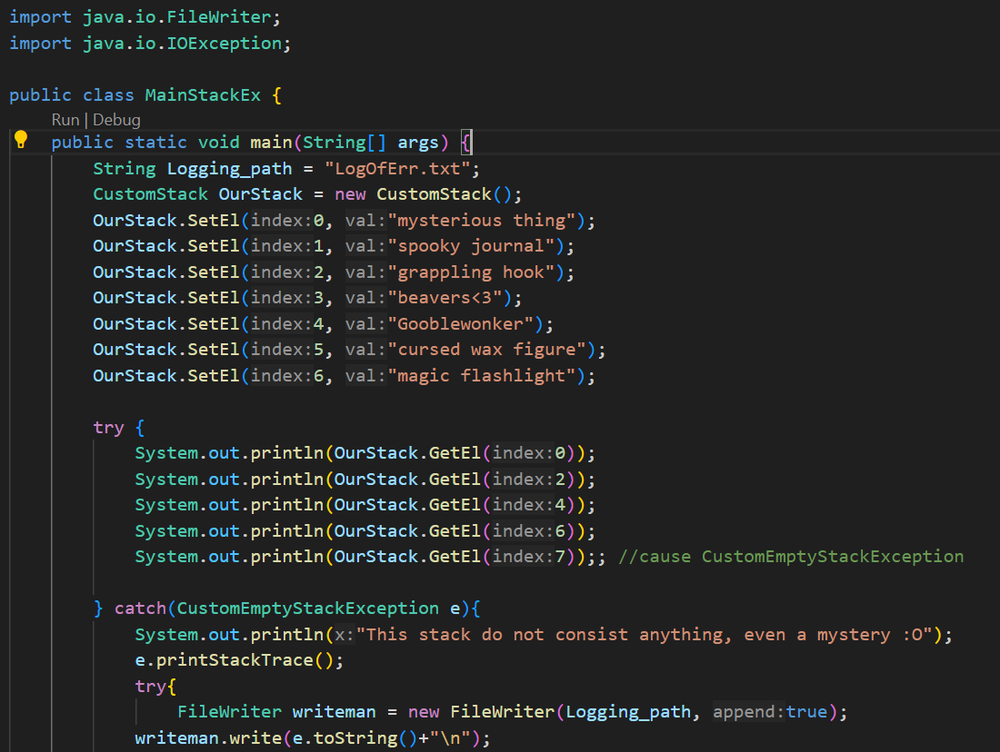 import java.io.FileWriter;
import java.io.IOException;
public class MainStackEx {
Run | Debug
public static void main(String[] args) {
String Logging_path = "LogOfErr.txt";
CustomStack OurStack = new CustomStack();
OurStack.SetEl(index:0, val:"mysterious thing");
OurStack.SetEl(index:1, val:"spooky journal");
OurStack.SetEl(index:2, val:"grappling hook");
OurStack.SetEl(index:3, val:"beavers<3");
OurStack.SetEl(index:4, val:"Gooblewonker");
OurStack.SetEl(index:5, val:"cursed wax figure");
OurStack.SetEl(index:6, val:"magic flashlight");
try {
System.out.println(OurStack.GetEl(index:0));
System.out.println(OurStack.GetEl(index:2));
System.out.println(OurStack.GetEl(index:4));
System.out.println(OurStack.GetEl(index:6));
System.out.println(OurStack.GetEl(index:7));; //cause CustomEmptyStackException
} catch(CustomEmptyStackException e){
System.out.println(x:"This stack do not consist anything, even a mystery :O");
e.printStackTrace();
try{
FileWriter writeman = new FileWriter(Logging_path, append:true);
writeman.write(e.toString()+"\n");